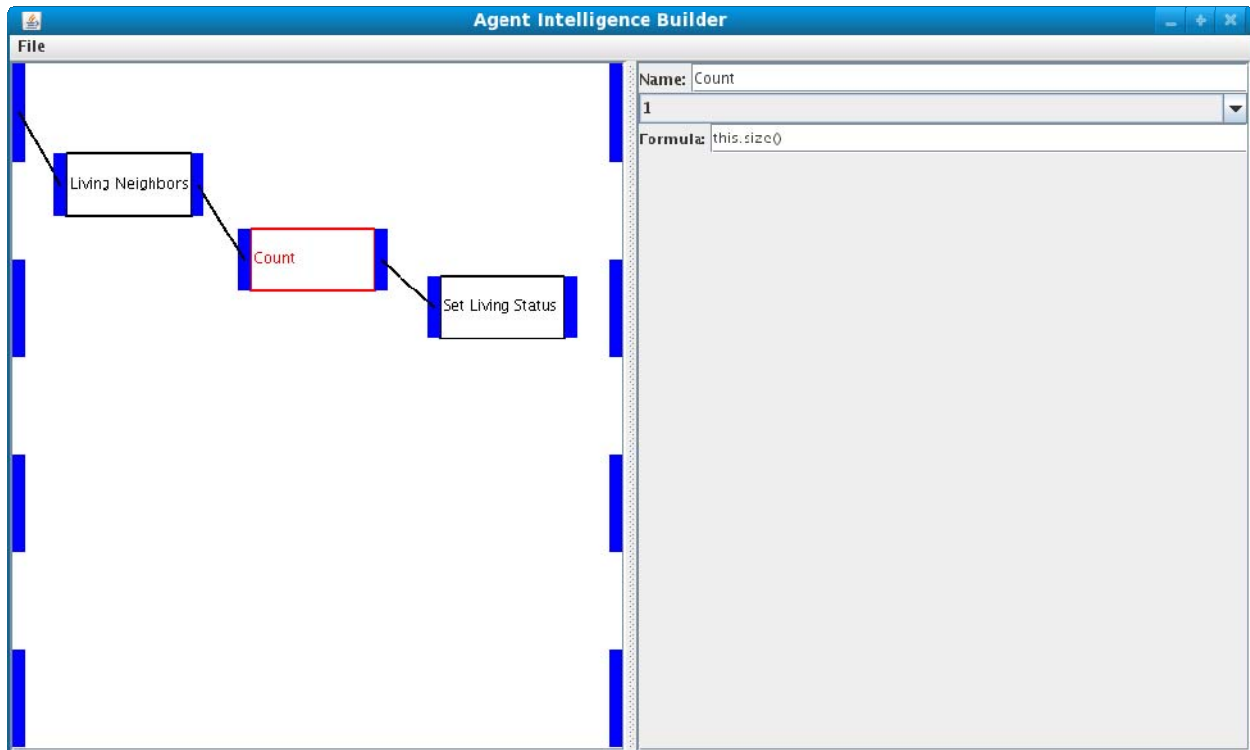 Agent Intelligence Builder
File
Name: Count
1
Formula: this.size()
Living Neighbors
Count
Set Living Status